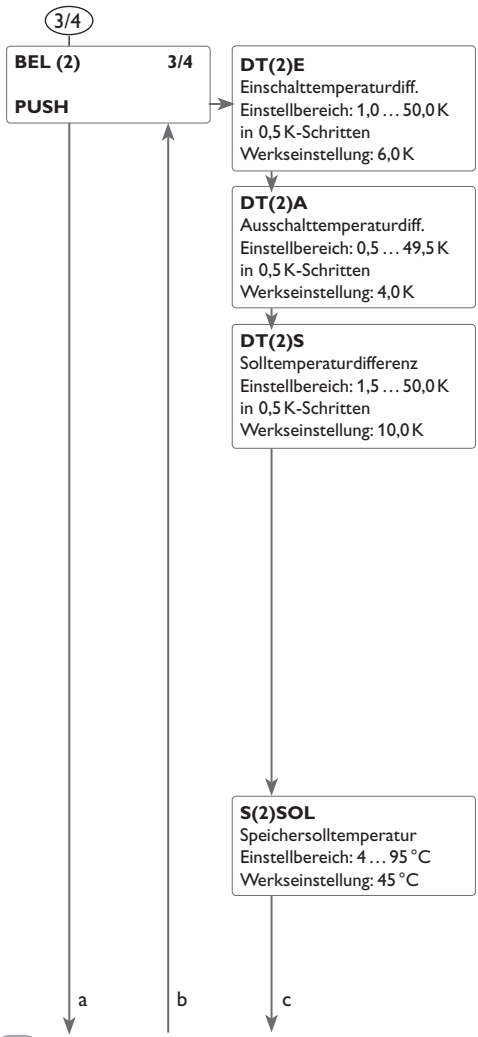 3/4
BEL (2) 3/4
PUSH
DT(2)E
Einschalttemperaturdiff.
Einstellbereich: 1,0 … 50,0 K
in 0,5 K-Schritten
Werkseinstellung: 6,0 K
DT(2)A
Ausschalttemperaturdiff.
Einstellbereich: 0,5 … 49,5 K
in 0,5 K-Schritten
Werkseinstellung: 4,0 K
DT(2)S
Solltemperaturdifferenz
Einstellbereich: 1,5 … 50,0 K
in 0,5 K-Schritten
Werkseinstellung: 10,0 K
S(2)SOL
Speichersolltemperatur
Einstellbereich: 4 … 95 °C
Werkseinstellung: 45 °C
a b c